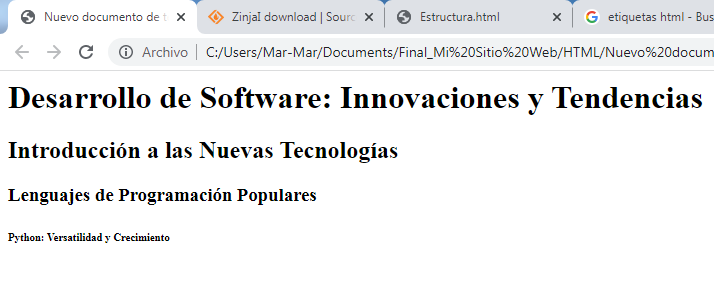 Nuevo documento de t
ZinjaI download | Sourc
Estructura.html
etiquetas html - Bus
Archivo
C:/Users/Mar-Mar/Documents/Final_Mi%20Sitio%20Web/HTML/Nuevo%20docum
Desarrollo de Software: Innovaciones y Tendencias
Introducción a las Nuevas Tecnologías
Lenguajes de Programación Populares
Python: Versatilidad y Crecimiento